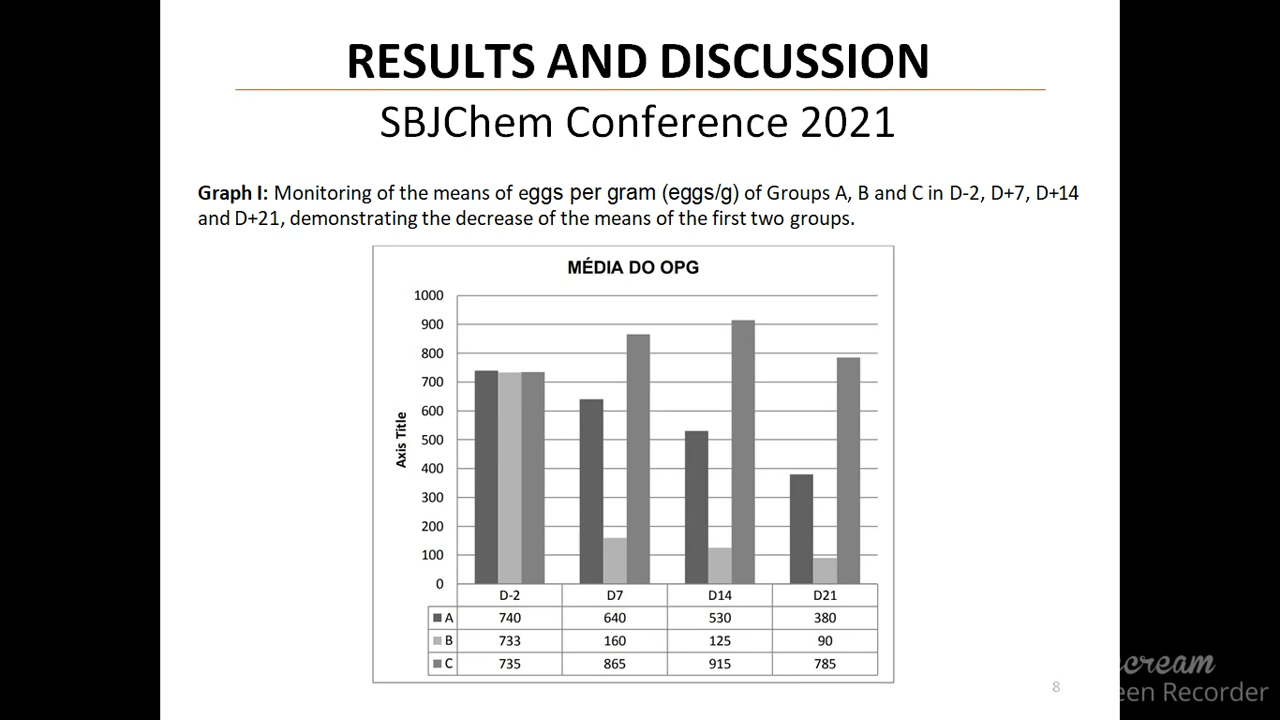 RESULTS AND DISCUSSION
SBJChem Conference 2021
Graph I: Monitoring of the means of eggs per gram (eggs/g) of Groups A, B and C in D-2, D+7, D+14
and D+21, demonstrating the decrease of the means of the first two groups.
MÉDIA DO OPG
Axis Title
1000
900
800
700
600
500
400
300
200
100
0
D-2 D7 D14 D21
A 740 640 530 380
B 733 160 125 90
C 735 865 915 785
8
cream
een Recorder